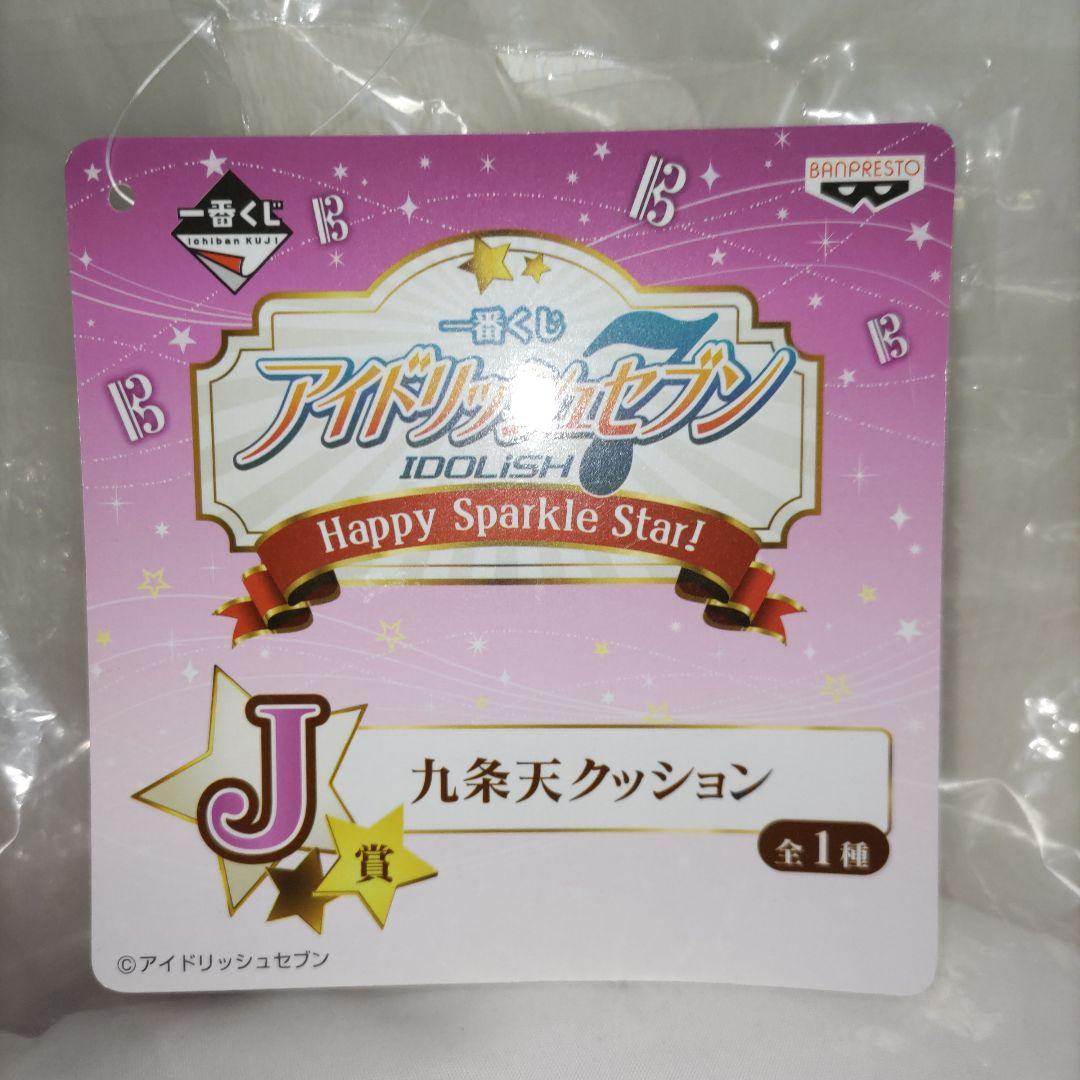 一番くじ
Ichiban KUJI
BANPRESTO
一番くじ
アイドリッシュセブン
IDOLiSH7
Happy Sparkle Star!
J
賞
九条天クッション
全1種
©アイドリッシュセブン